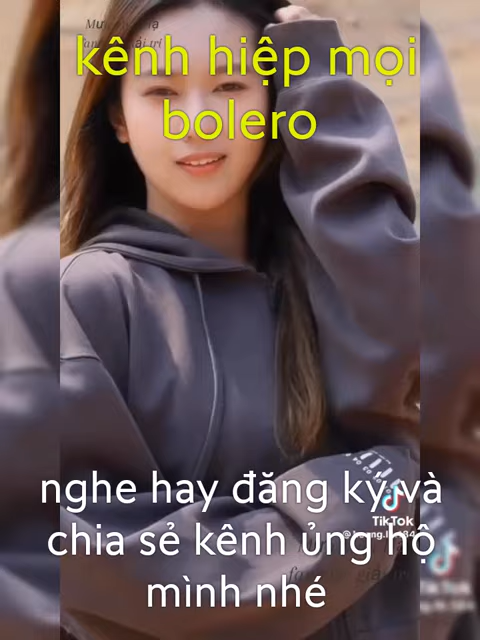 kênh hiệp mọi
bolero
nghe hay đăng ký và
chia sẻ kênh ủng hộ
mình nhé
TikTok